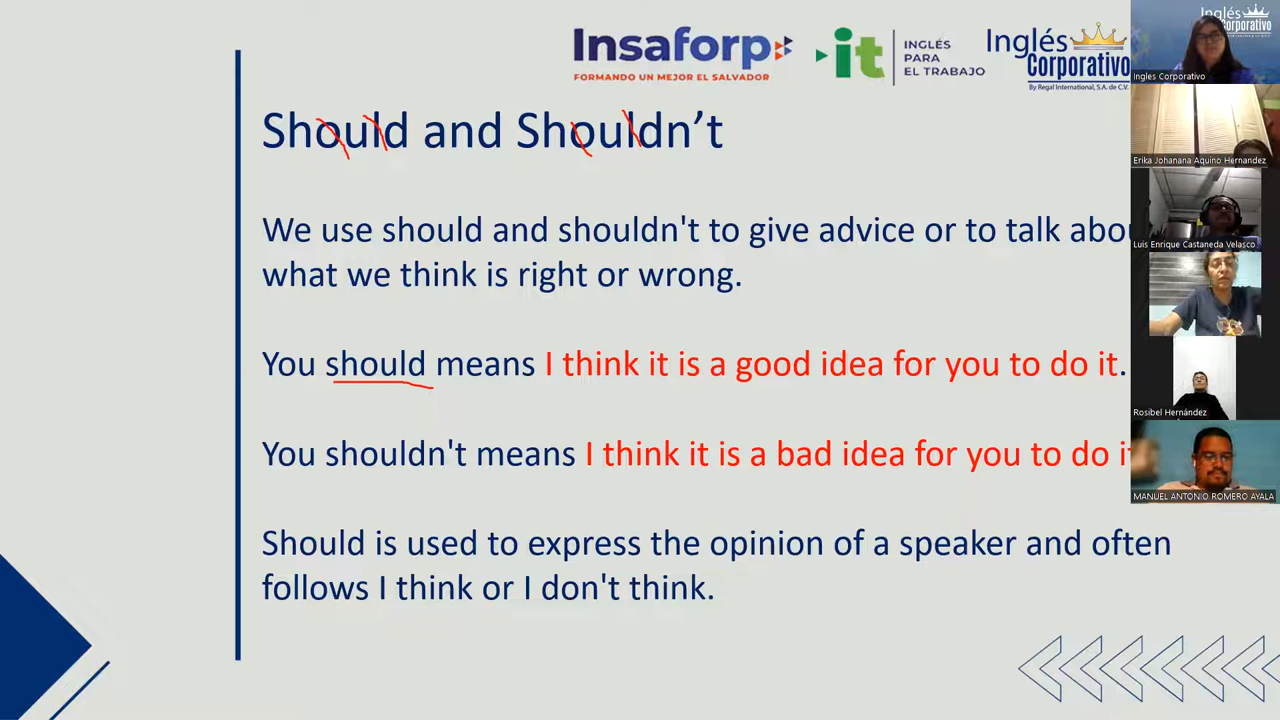 Insaforp
FORMANDO UN MEJOR EL SALVADOR
it
INGLÉS
PARA
EL TRABAJO
Inglés
Corporativo
By Regal International, S.A. de C.V.
Inglés
Corporativo
Ingles Corporativo
Should and Shouldn't
Erika Johanana Aquino Hernandez
We use should and shouldn't to give advice or to talk
what we think is right or wrong.
Luis Enrique Castaneda Velasco
You should means I think it is a good idea for you to do it.
Rosibel Hernández
You shouldn't means I think it is a bad idea for you to do
MANUEL ANTONIO ROMERO AYALA
Should is used to express the opinion of a speaker and often
follows I think or I don't think.